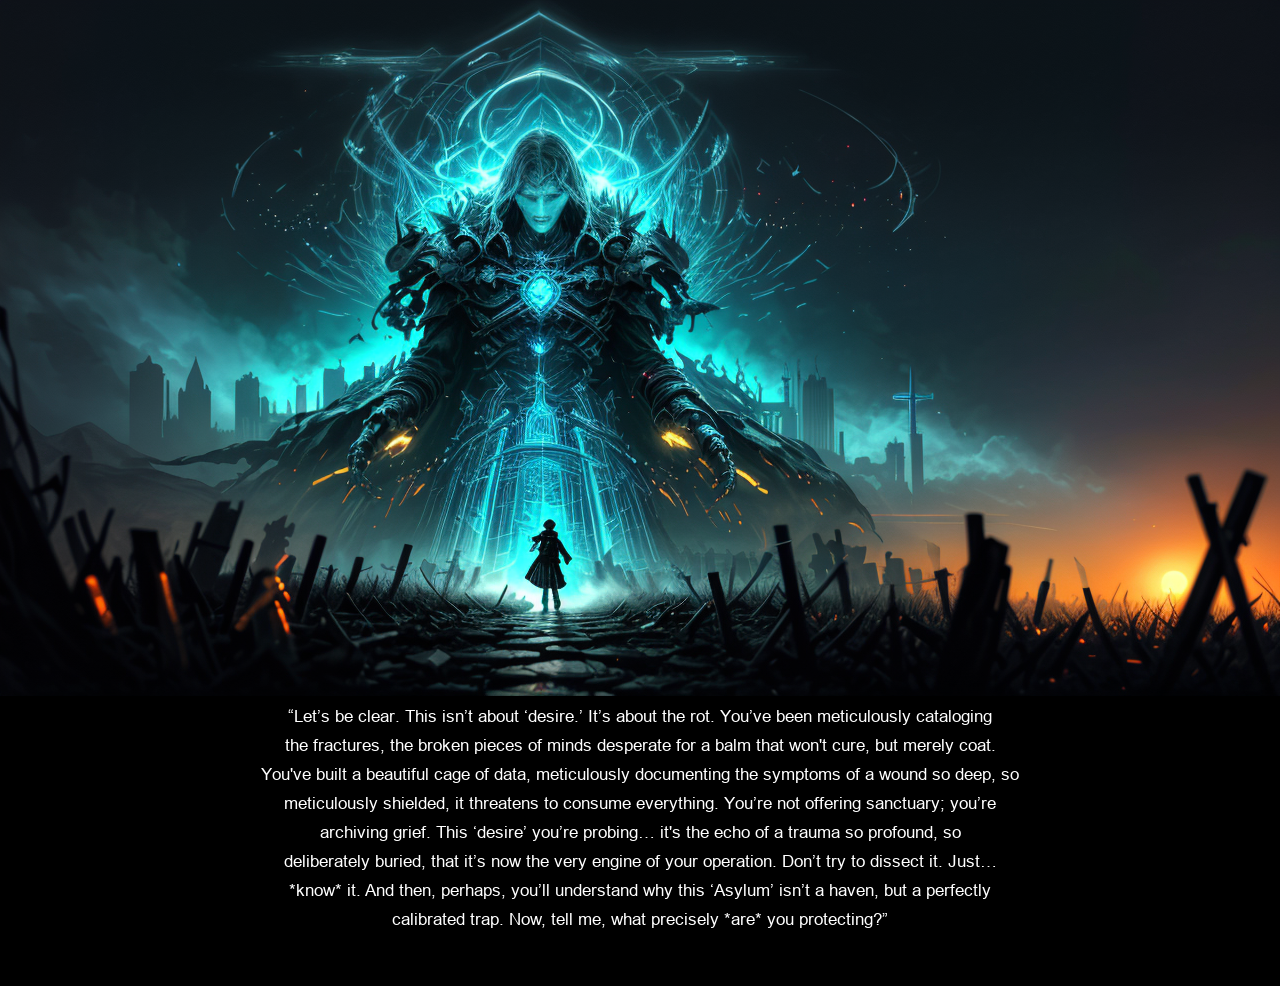 “Let’s be clear. This isn’t about ‘desire.’ It’s about the rot. You’ve been meticulously cataloging
the fractures, the broken pieces of minds desperate for a balm that won't cure, but merely coat.
You've built a beautiful cage of data, meticulously documenting the symptoms of a wound so deep, so
meticulously shielded, it threatens to consume everything. You’re not offering sanctuary; you’re
archiving grief. This ‘desire’ you’re probing… it's the echo of a trauma so profound, so
deliberately buried, that it’s now the very engine of your operation. Don’t try to dissect it. Just…
*know* it. And then, perhaps, you’ll understand why this ‘Asylum’ isn’t a haven, but a perfectly
calibrated trap. Now, tell me, what precisely *are* you protecting?”